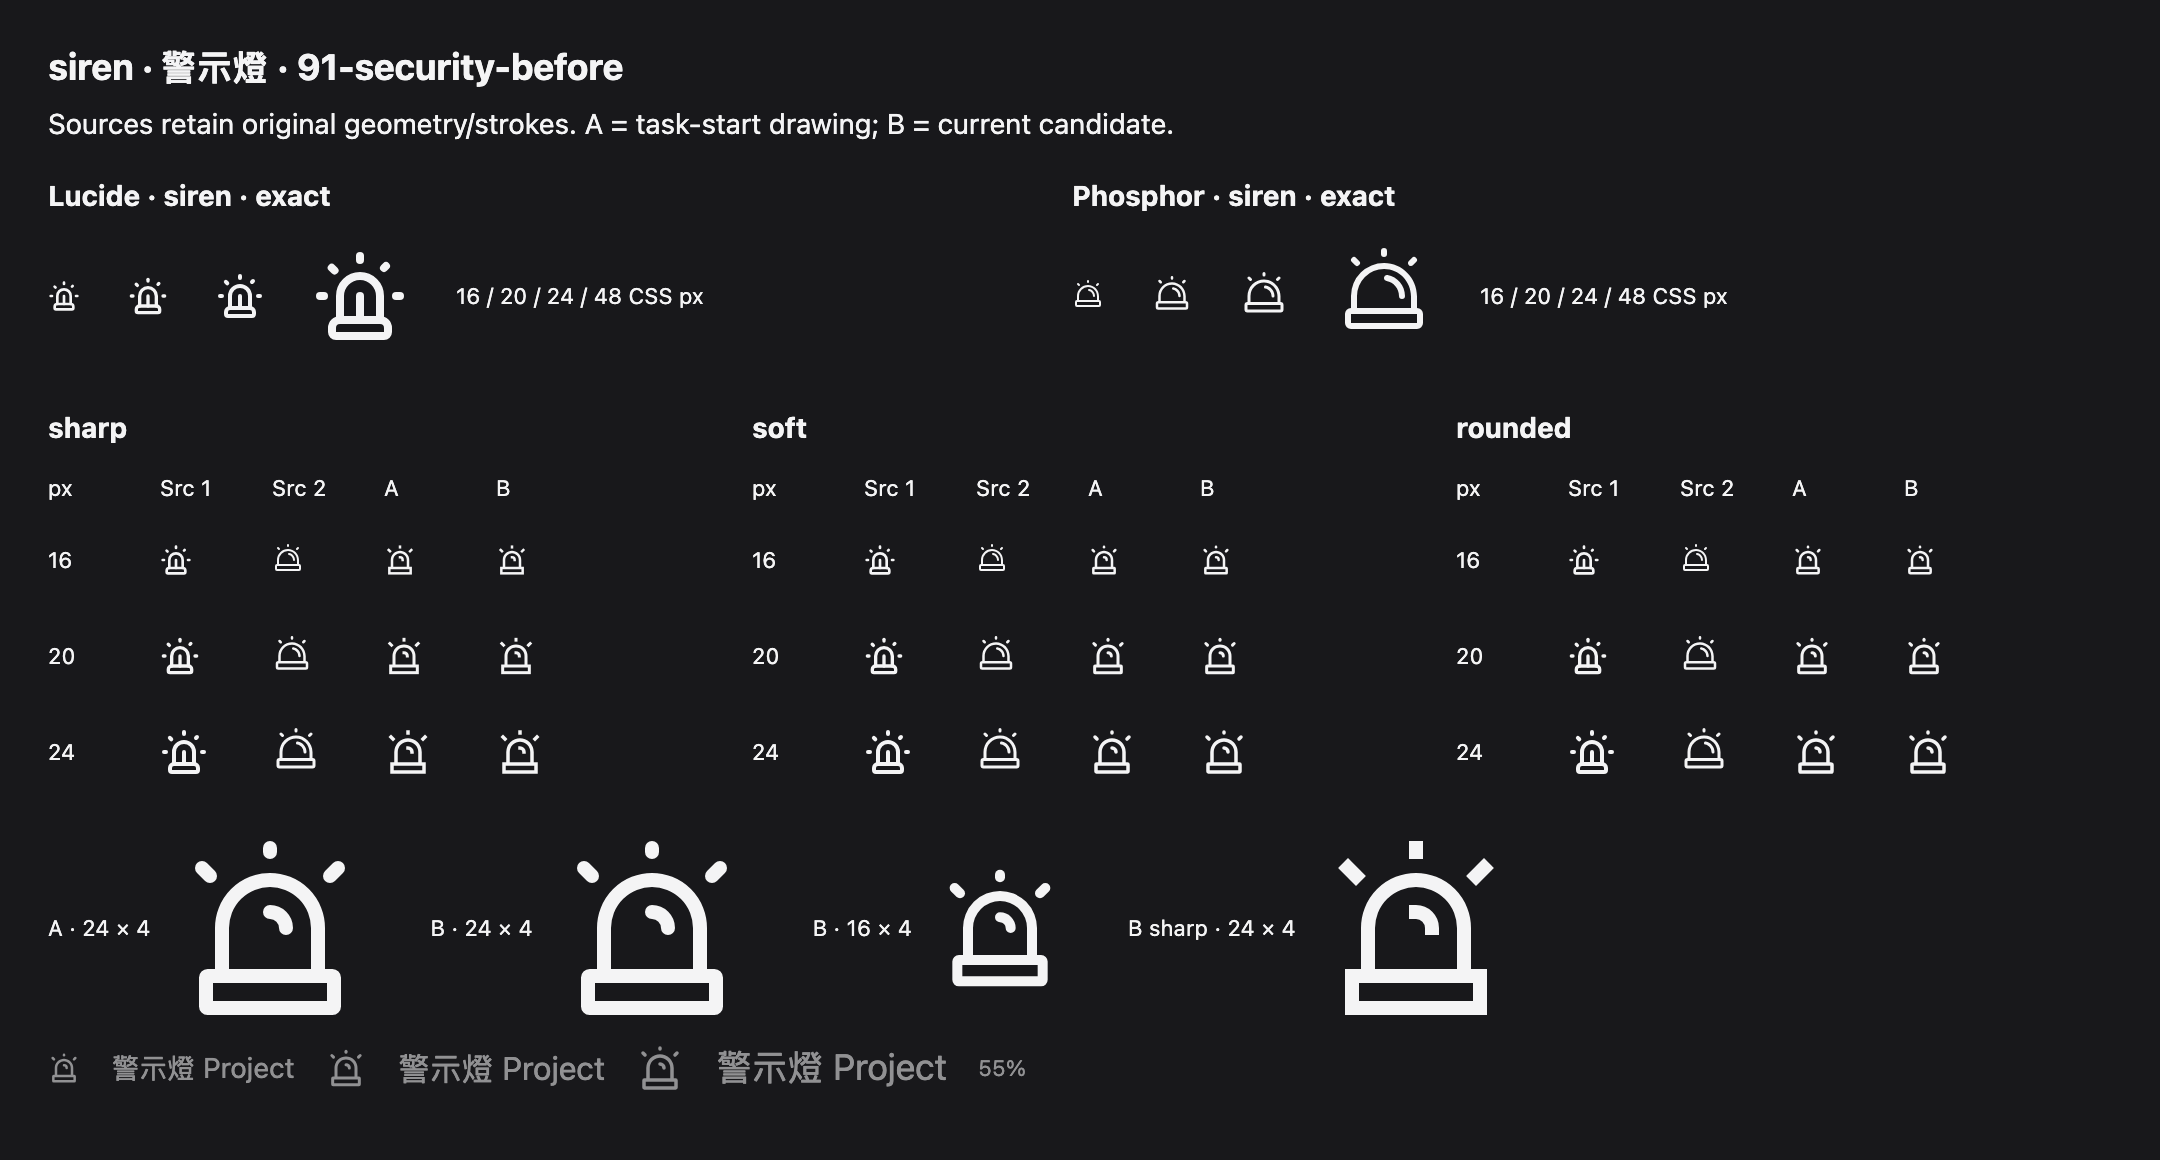 siren · 警示燈 · 91-security-before
Sources retain original geometry/strokes. A = task-start drawing; B = current candidate.
Lucide · siren · exact
Phosphor · siren · exact
16 / 20 / 24 / 48 CSS px
16 / 20 / 24 / 48 CSS px
sharp
soft
rounded
px Src 1 Src 2 A B
px Src 1 Src 2 A B
px Src 1 Src 2 A B
16
16
16
20
20
20
24
24
24
A · 24 × 4
B · 24 × 4
B · 16 × 4
B sharp · 24 × 4
警示燈 Project
警示燈 Project
警示燈 Project
55%